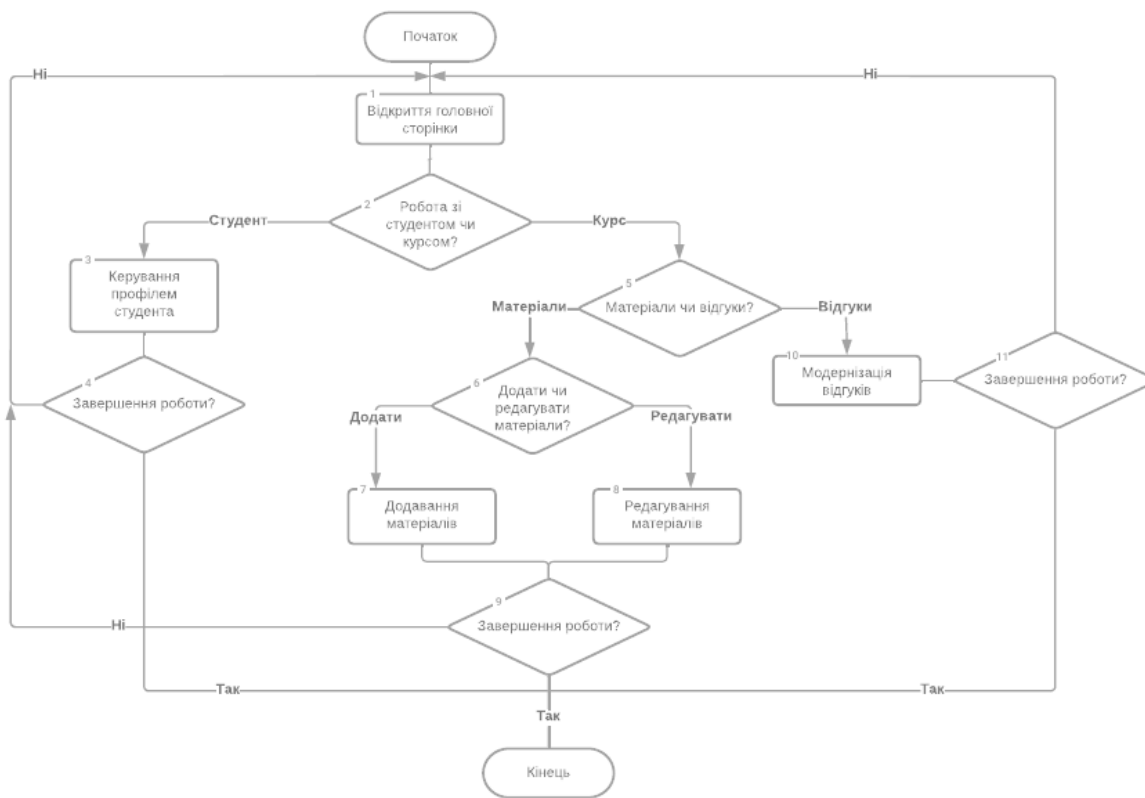 Початок
Ні
Ні
1
Відкриття головної
сторінки
2
Робота зі
студентом чи
курсом?
Студент
Курс
3
Керування
профілем
студента
5
Матеріали чи відгуки?
Матеріали
Відгуки
4
Завершення роботи?
6
Додати чи
редагувати
матеріали?
10
Модернізація
відгуків
11
Завершення роботи?
Додати
Редагувати
7
Додавання
матеріалів
8
Редагування
матеріалів
9
Завершення роботи?
Ні
Так
Так
Так
Кінець